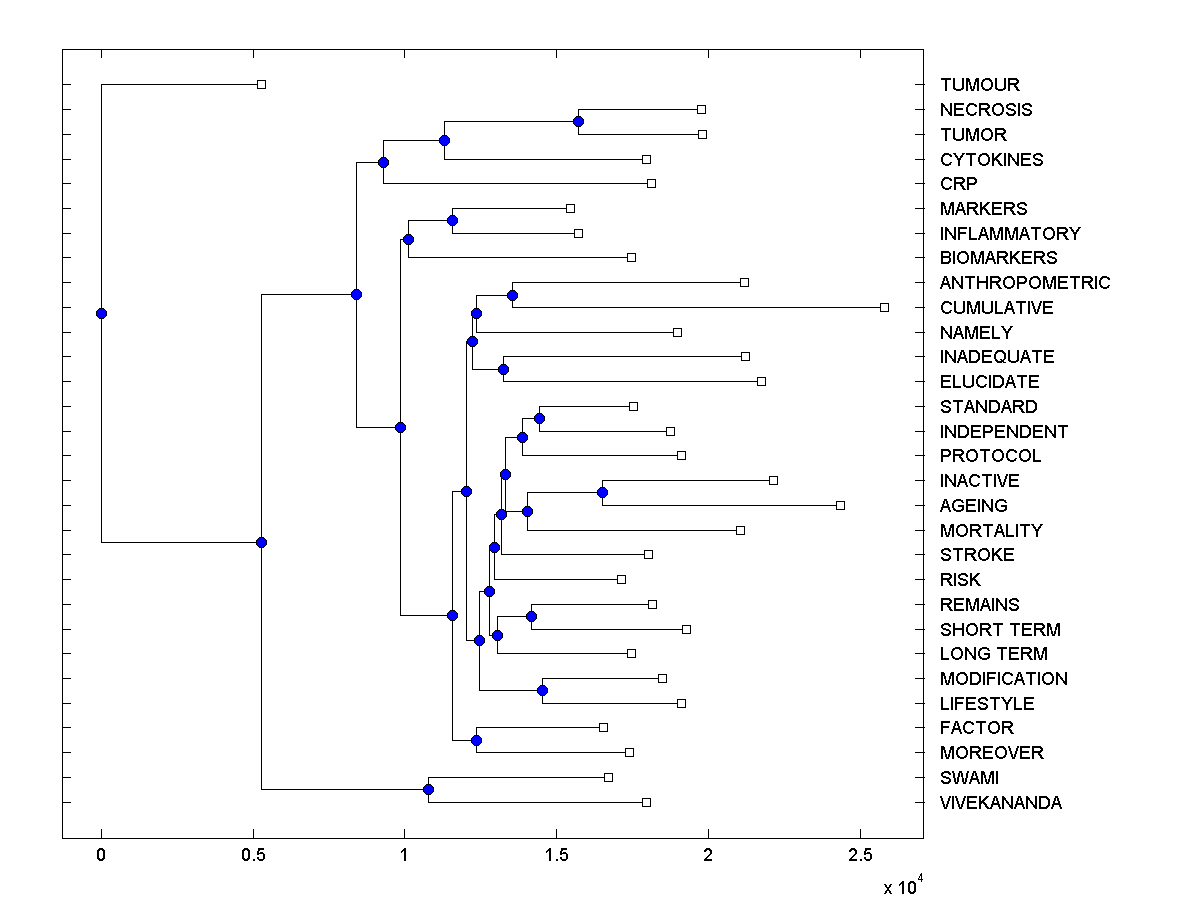 TUMOUR
NECROSIS
TUMOR
CYTOKINES
CRP
MARKERS
INFLAMMATORY
BIOMARKERS
ANTHROPOMETRIC
CUMULATIVE
NAMELY
INADEQUATE
ELUCIDATE
STANDARD
INDEPENDENT
PROTOCOL
INACTIVE
AGEING
MORTALITY
STROKE
RISK
REMAINS
SHORT TERM
LONG TERM
MODIFICATION
LIFESTYLE
FACTOR
MOREOVER
SWAMI
VIVEKANANDA
0 0.5 1 1.5 2 2.5
x 10^4